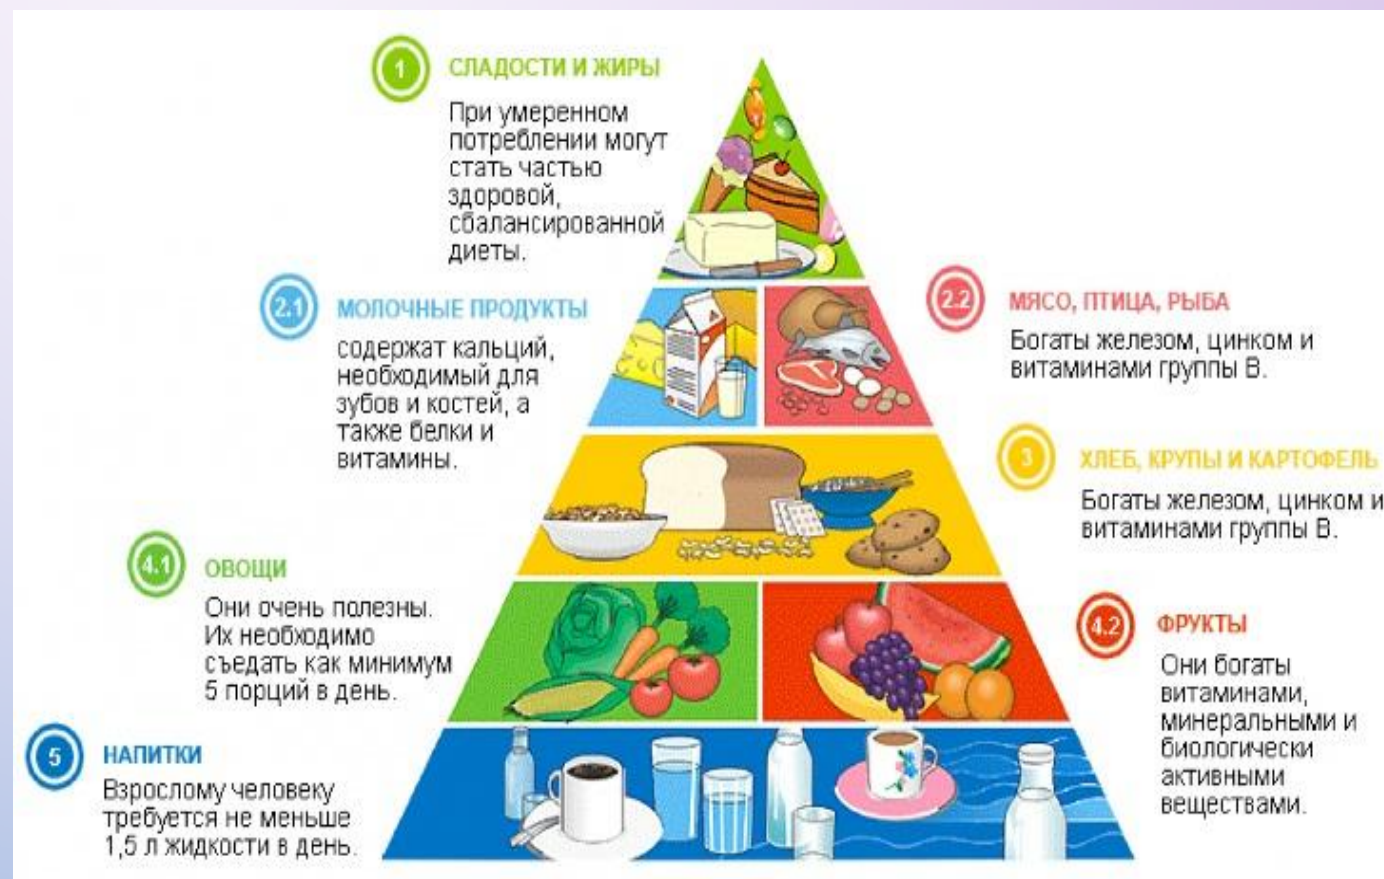 1
СЛАДОСТИ И ЖИРЫ
При умеренном
потреблении могут
стать частью
здоровой,
сбалансированной
диеты.
2.1
МОЛОЧНЫЕ ПРОДУКТЫ
содержат кальций,
необходимый для
зубов и костей, а
также белки и
витамины.
2.2
МЯСО, ПТИЦА, РЫБА
Богаты железом, цинком и
витаминами группы В.
3
ХЛЕБ, КРУПЫ И КАРТОФЕЛЬ
Богаты железом, цинком и
витаминами группы В.
4.1
ОВОЩИ
Они очень полезны.
Их необходимо
съедать как минимум
5 порций в день.
4.2
ФРУКТЫ
Они богаты
витаминами,
минеральными и
биологически
активными
веществами.
5
НАПИТКИ
Взрослому человеку
требуется не меньше
1,5 л жидкости в день.